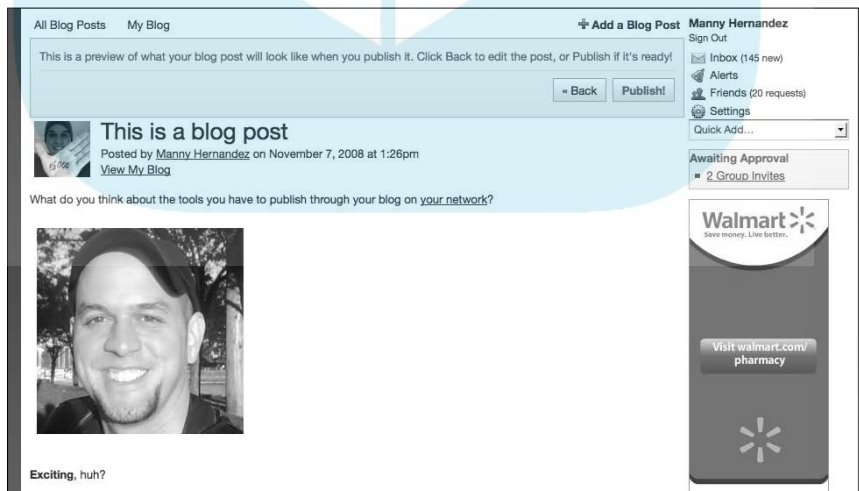 All Blog Posts My Blog
✚ Add a Blog Post
This is a preview of what your blog post will look like when you publish it. Click Back to edit the post, or Publish if it's ready!
« Back Publish!
This is a blog post
Posted by Manny Hernandez on November 7, 2008 at 1:26pm
View My Blog
What do you think about the tools you have to publish through your blog on your network?
Exciting, huh?
Manny Hernandez
Sign Out
Inbox (145 new)
Alerts
Friends (20 requests)
Settings
Quick Add...
Awaiting Approval
2 Group Invites
Walmart
Save money. Live better.
Visit walmart.com/
pharmacy